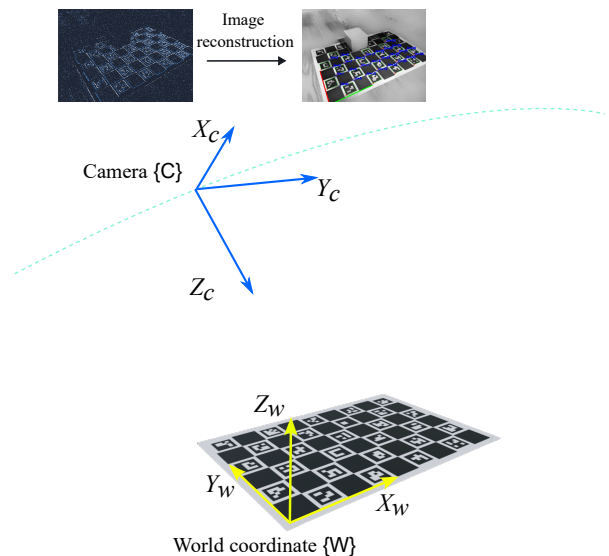 Image
reconstruction
X_C
Camera {C}
Y_C
Z_C
Z_W
Y_W
X_W
World coordinate {W}